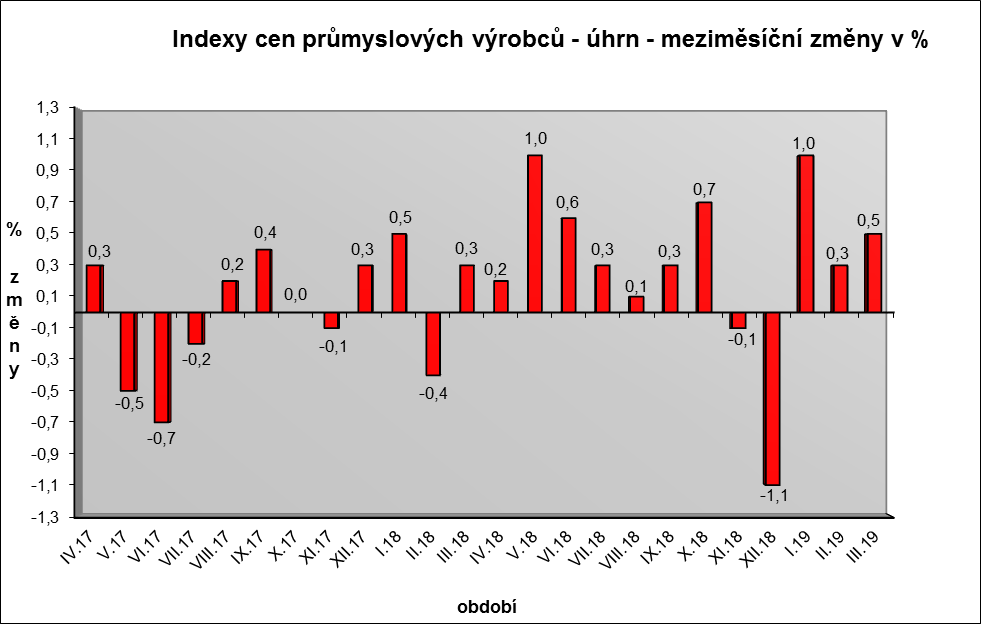 Indexy cen průmyslových výrobců - úhrn - meziměsíční změny v %
1,3
1,1
0,9
0,7
0,5
0,3
0,1
-0,1
-0,3
-0,5
-0,7
-0,9
-1,1
-1,3
% změny
0,3
-0,5
-0,7
-0,2
0,2
0,4
0,0
-0,1
0,3
0,5
-0,4
0,3
0,2
1,0
0,6
0,3
0,1
0,3
0,7
-0,1
-1,1
1,0
0,3
0,5
IV.17
V.17
VI.17
VII.17
VIII.17
IX.17
X.17
XI.17
XII.17
I.18
II.18
III.18
IV.18
V.18
VI.18
VII.18
VIII.18
IX.18
X.18
XI.18
XII.18
I.19
II.19
III.19
období